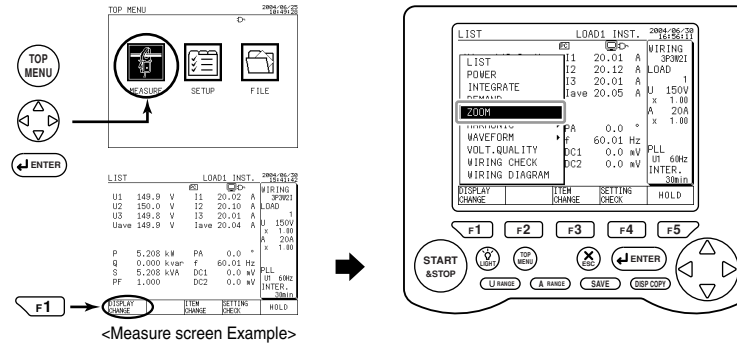 TOP MENU
2004/06/25
10:49:28
TOP
MENU
MEASURE
SETUP
FILE
ENTER
LIST
LOAD1 INST.
2004/06/30
15:41:42
PC
U1 149.9 V I1 20.02 A
U2 150.0 V I2 20.10 A
U3 149.8 V I3 20.01 A
Uave 149.9 V Iave 20.04 A
P 5.208 kW PA 0.0 °
Q 0.000 kvar f 60.01 Hz
S 5.208 kVA DC1 0.0 mV
PF 1.000 DC2 0.0 mV
WIRING
3P3W2I
LOAD
1
U 150V
x 1.00
A 20A
x 1.00
PLL
U1 60Hz
INTER.
30min
F1
DISPLAY
CHANGE
ITEM
CHANGE
SETTING
CHECK
HOLD
<Measure screen Example>
LIST
LOAD1 INST.
2004/06/30
16:56:11
PC
LIST
POWER
INTEGRATE
DEMAND
ZOOM
HARMONIC
WAVEFORM
VOLT.QUALITY
WIRING CHECK
WIRING DIAGRAM
I1 20.01 A
I2 20.12 A
I3 20.01 A
Iave 20.05 A
PA 0.0 °
f 60.01 Hz
DC1 0.0 mV
DC2 0.0 mV
WIRING
3P3W2I
LOAD
1
U 150V
x 1.00
A 20A
x 1.00
PLL
U1 60Hz
INTER.
30min
DISPLAY
CHANGE
ITEM
CHANGE
SETTING
CHECK
HOLD
F1
F2
F3
F4
F5
START
&STOP
LIGHT
TOP
MENU
ESC
ENTER
U RANGE
A RANGE
SAVE
DISP COPY